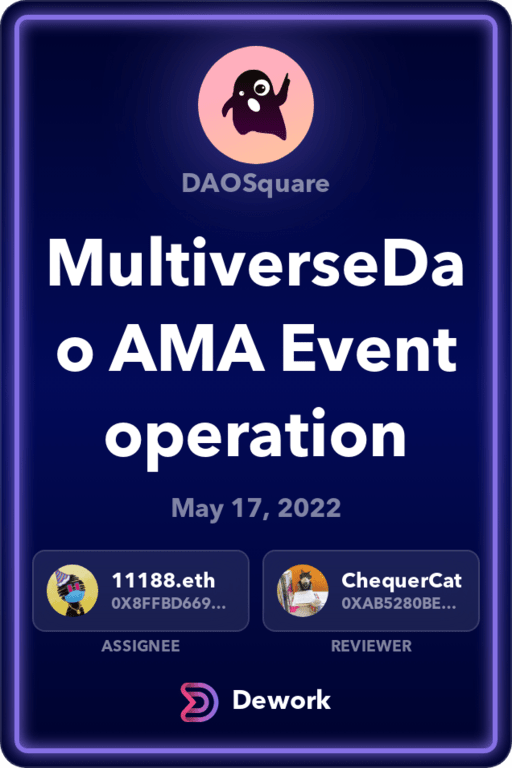 DAOSquare
MultiverseDa
o AMA Event
operation
May 17, 2022
11188.eth
0X8FFBD669...
ASSIGNEE
ChequerCat
0XAB5280BE...
REVIEWER
Dework